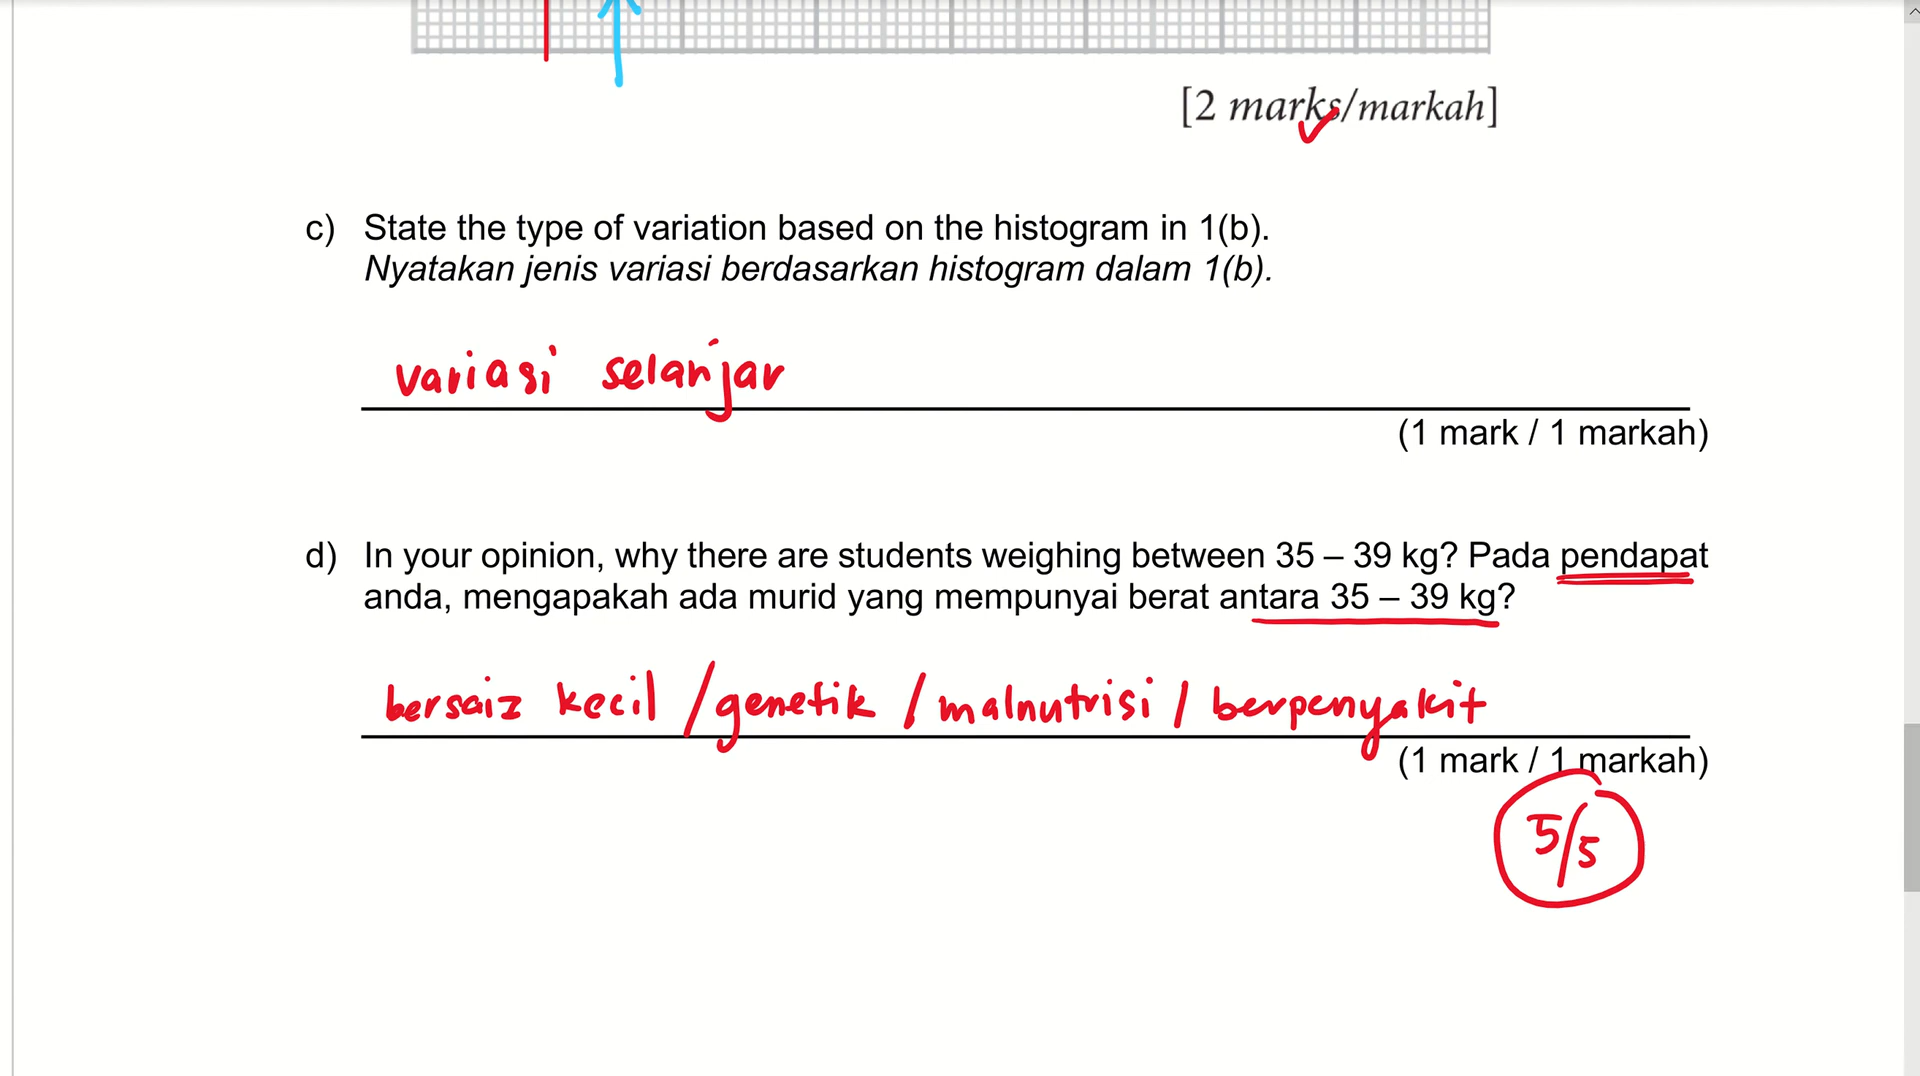 [2 marks/markah]
c) State the type of variation based on the histogram in 1(b).
Nyatakan jenis variasi berdasarkan histogram dalam 1(b).
variasi selanjar
(1 mark / 1 markah)
d) In your opinion, why there are students weighing between 35 – 39 kg? Pada pendapat
anda, mengapakah ada murid yang mempunyai berat antara 35 – 39 kg?
bersaiz kecil / genetik / malnutrisi / berpenyakit
(1 mark / 1 markah)
5/5